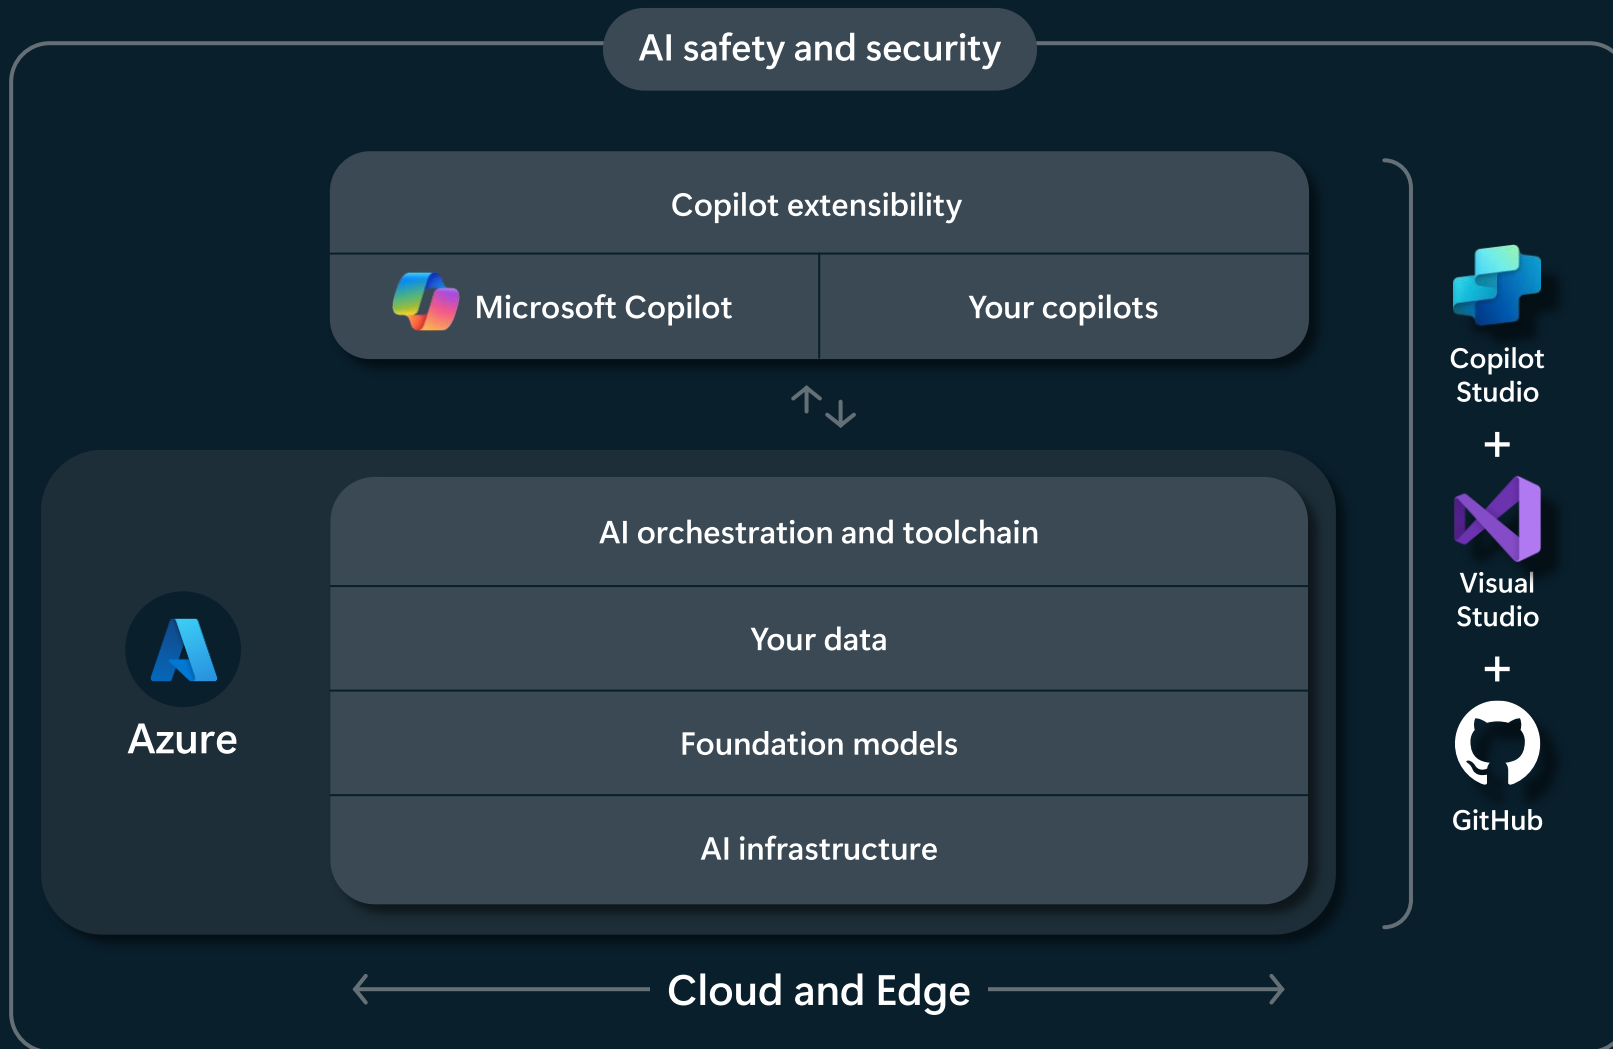 AI safety and security
Copilot extensibility
Microsoft Copilot
Your copilots
AI orchestration and toolchain
Your data
Foundation models
AI infrastructure
Azure
Cloud and Edge
Copilot
Studio
+
Visual
Studio
+
GitHub